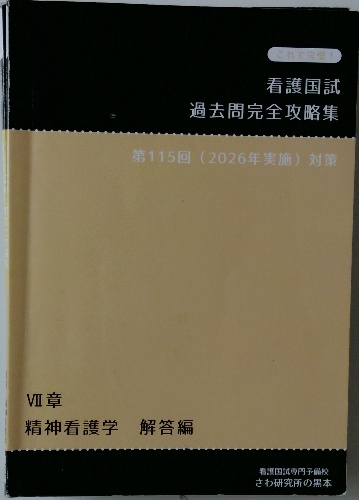 これで完璧！
看護国試
過去問完全攻略集
第115回（2026年実施）対策
Ⅶ章
精神看護学　解答編
看護国試専門予備校
さわ研究所の黒本